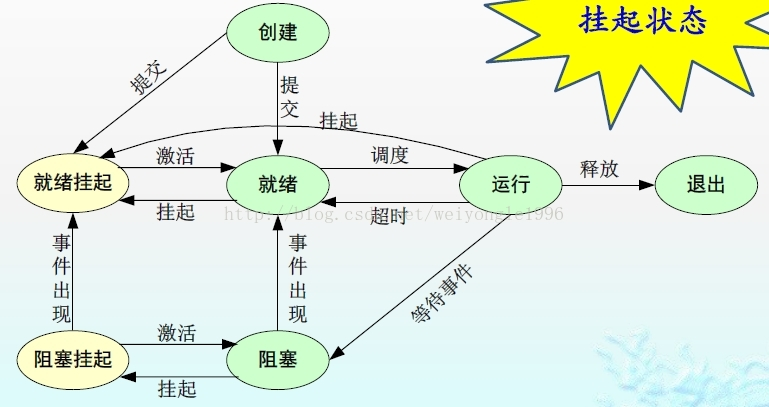 挂起状态
创建
提交
提交
挂起
激活
调度
就绪挂起
就绪
运行
释放
退出
挂起
超时
http://blog.csdn.net/weiyongle1996
事件出现
事件出现
等待事件
激活
阻塞挂起
阻塞
挂起